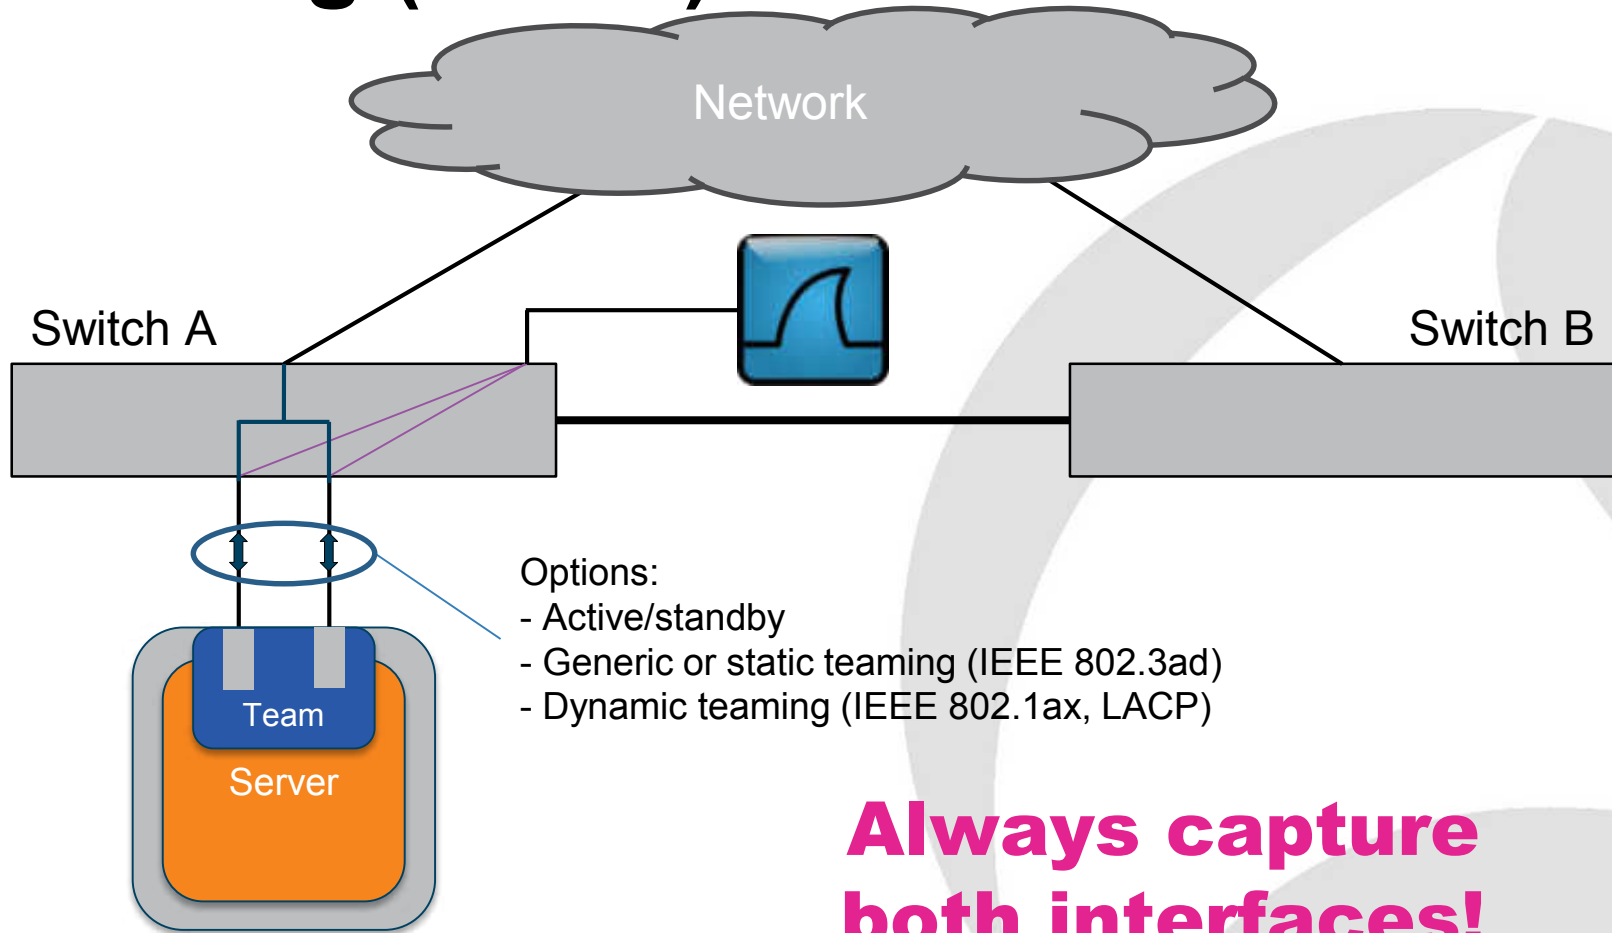 Network
Switch A
Switch B
Options:
- Active/standby
- Generic or static teaming (IEEE 802.3ad)
- Dynamic teaming (IEEE 802.1ax, LACP)
Team
Server
Always capture
both interfaces!